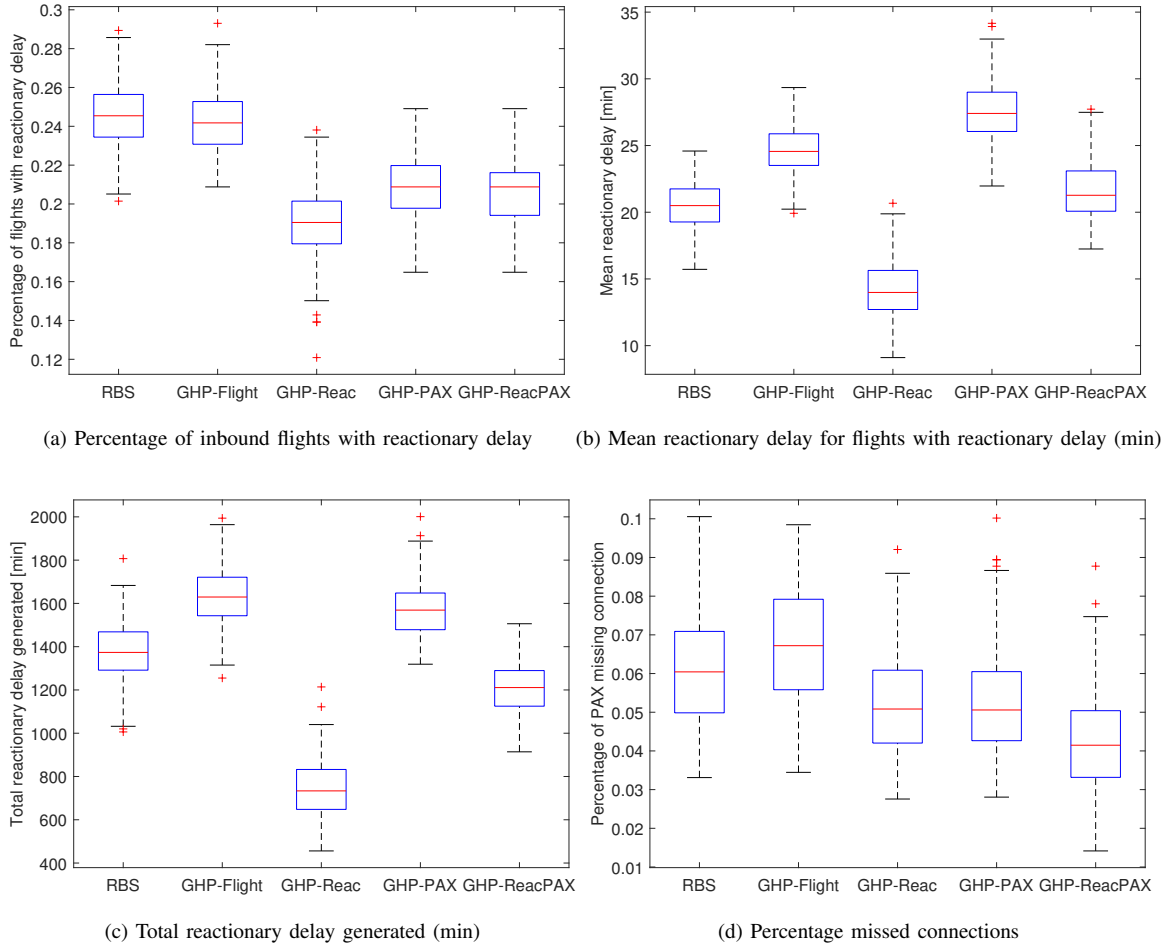 0.3
0.28
0.26
0.24
0.22
0.2
0.18
0.16
0.14
0.12
Percentage of flights with reactionary delay
RBS GHP-Flight GHP-Reac GHP-PAX GHP-ReacPAX
(a) Percentage of inbound flights with reactionary delay
35
30
25
20
15
10
Mean reactionary delay [min]
RBS GHP-Flight GHP-Reac GHP-PAX GHP-ReacPAX
(b) Mean reactionary delay for flights with reactionary delay (min)
2000
1800
1600
1400
1200
1000
800
600
400
Total reactionary delay generated [min]
RBS GHP-Flight GHP-Reac GHP-PAX GHP-ReacPAX
(c) Total reactionary delay generated (min)
0.1
0.09
0.08
0.07
0.06
0.05
0.04
0.03
0.02
0.01
Percentage of PAX missing connection
RBS GHP-Flight GHP-Reac GHP-PAX GHP-ReacPAX
(d) Percentage missed connections